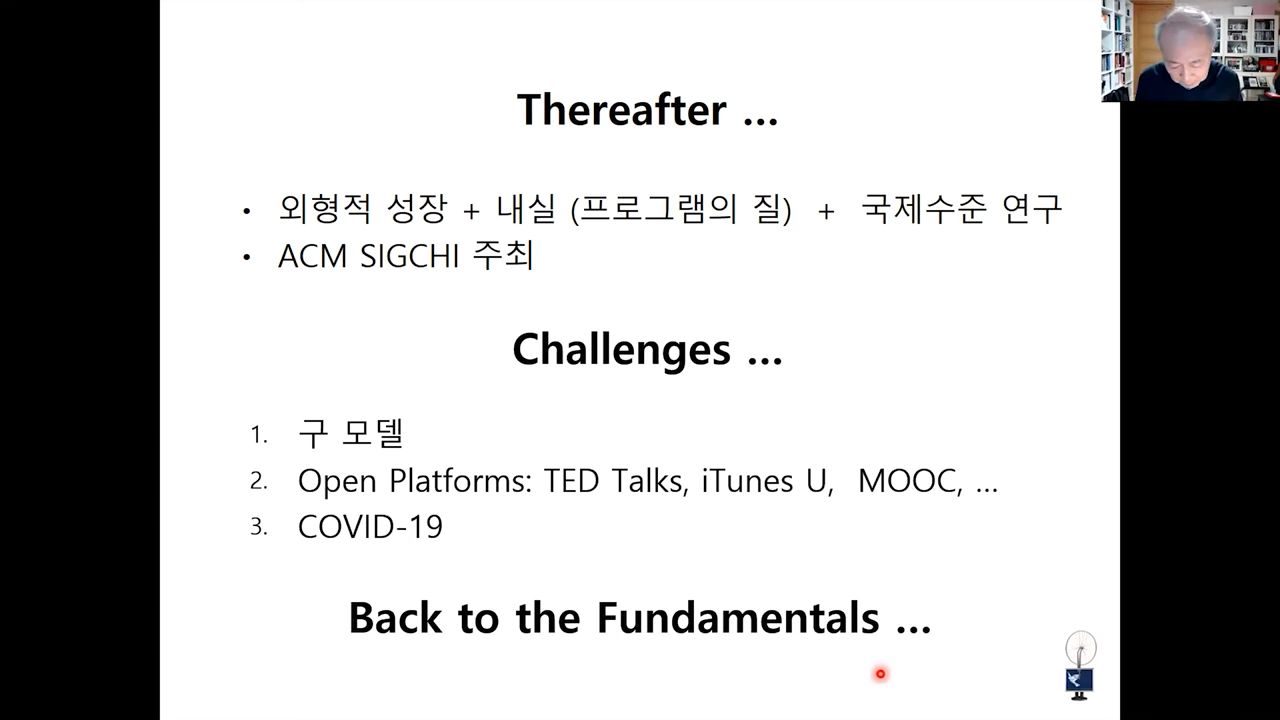 Thereafter ...
• 외형적 성장 + 내실 (프로그램의 질) + 국제수준 연구
• ACM SIGCHI 주최
Challenges ...
1. 구 모델
2. Open Platforms: TED Talks, iTunes U, MOOC, ...
3. COVID-19
Back to the Fundamentals ...